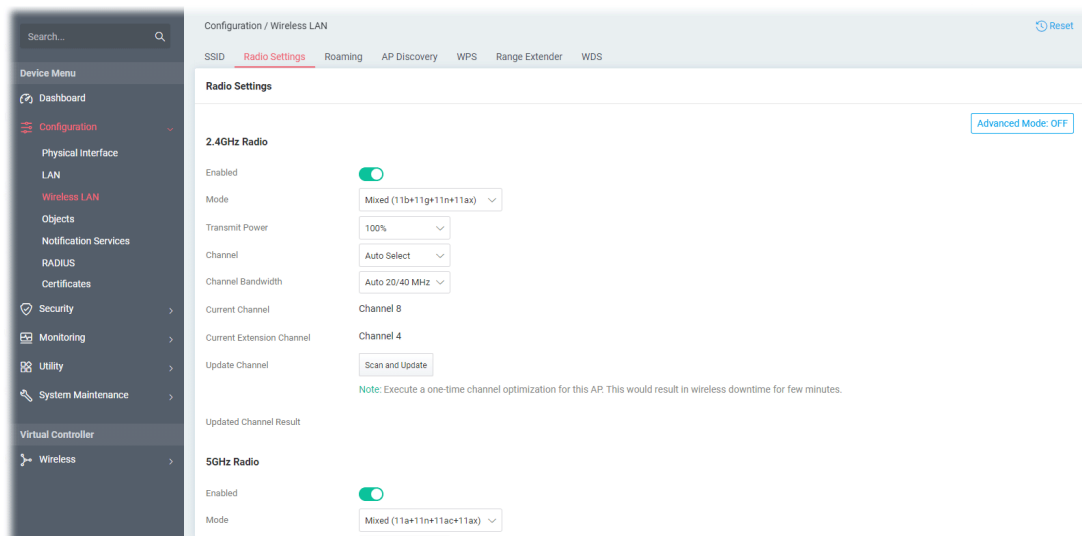 Search...
Device Menu
Dashboard
Configuration
Physical Interface
LAN
Wireless LAN
Objects
Notification Services
RADIUS
Certificates
Security
Monitoring
Utility
System Maintenance
Virtual Controller
Wireless
Configuration / Wireless LAN
Reset
SSID Radio Settings Roaming AP Discovery WPS Range Extender WDS
Radio Settings
Advanced Mode: OFF
2.4GHz Radio
Enabled
Mode Mixed (11b+11g+11n+11ax)
Transmit Power 100%
Channel Auto Select
Channel Bandwidth Auto 20/40 MHz
Current Channel Channel 8
Current Extension Channel Channel 4
Update Channel Scan and Update
Note: Execute a one-time channel optimization for this AP. This would result in wireless downtime for few minutes.
Updated Channel Result
5GHz Radio
Enabled
Mode Mixed (11a+11n+11ac+11ax)